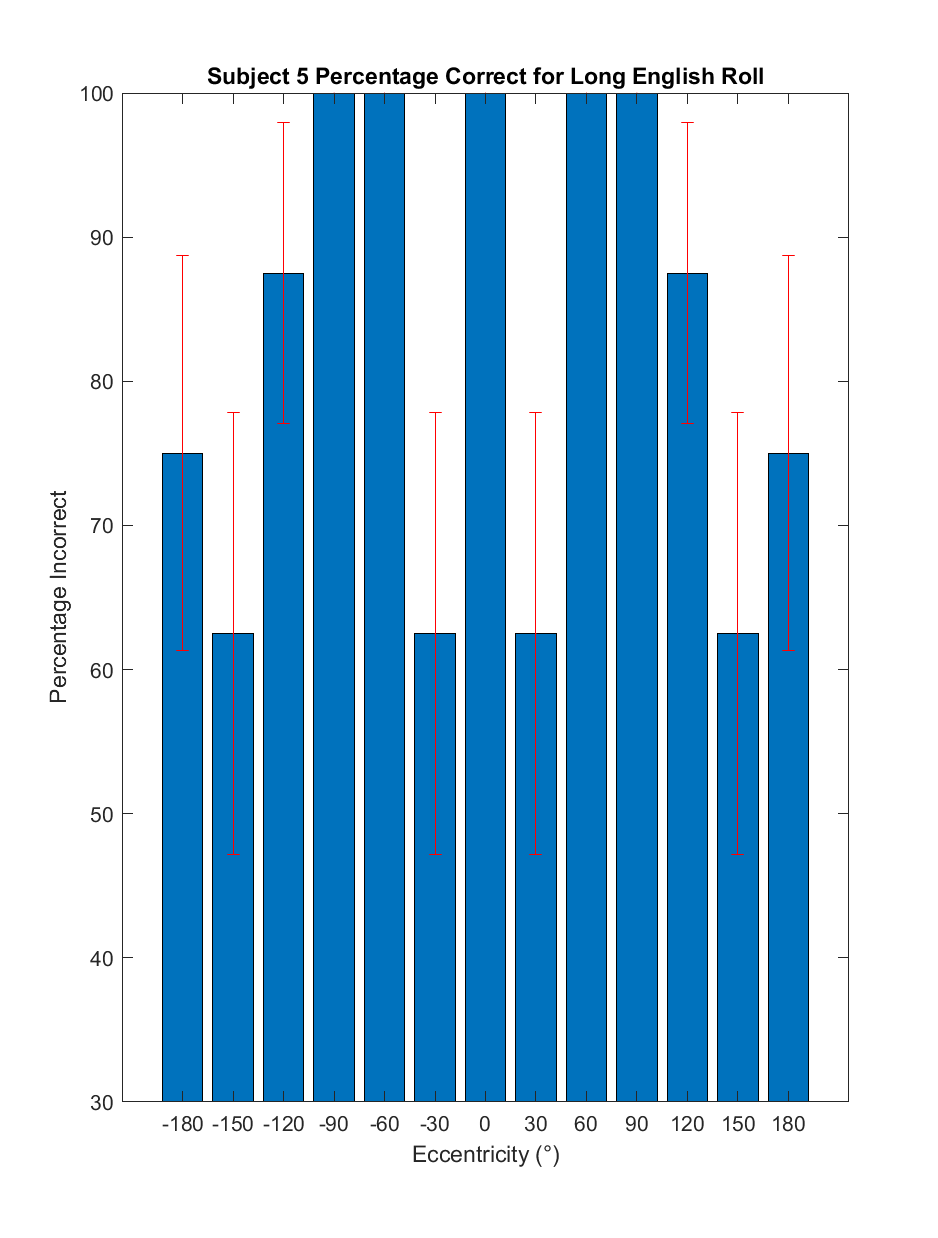 Subject 5 Percentage Correct for Long English Roll
100
90
80
70
60
50
40
30
Percentage Incorrect
-180 -150 -120 -90 -60 -30 0 30 60 90 120 150 180
Eccentricity (°)